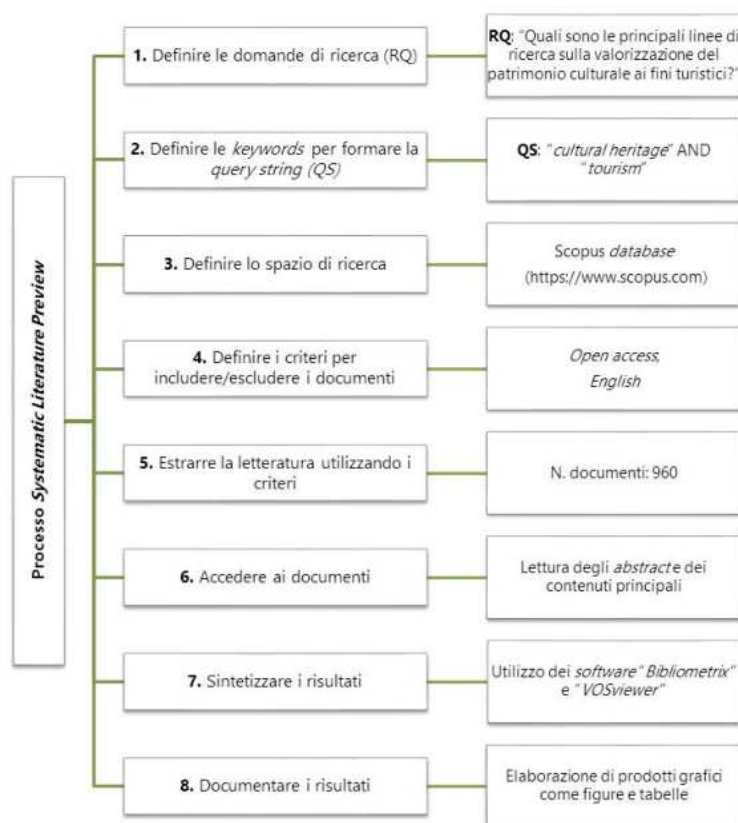 Processo Systematic Literature Preview
1. Definire le domande di ricerca (RQ)
RQ: "Quali sono le principali linee di
ricerca sulla valorizzazione del
patrimonio culturale ai fini turistici?"
2. Definire le keywords per formare la
query string (QS)
QS: "cultural heritage" AND
"tourism"
3. Definire lo spazio di ricerca
Scopus database
(https://www.scopus.com)
4. Definire i criteri per
includere/escludere i documenti
Open access,
English
5. Estrarre la letteratura utilizzando i
criteri
N. documenti: 960
6. Accedere ai documenti
Lettura degli abstract e dei
contenuti principali
7. Sintetizzare i risultati
Utilizzo dei software "Bibliometrix"
e "VOSviewer"
8. Documentare i risultati
Elaborazione di prodotti grafici
come figure e tabelle